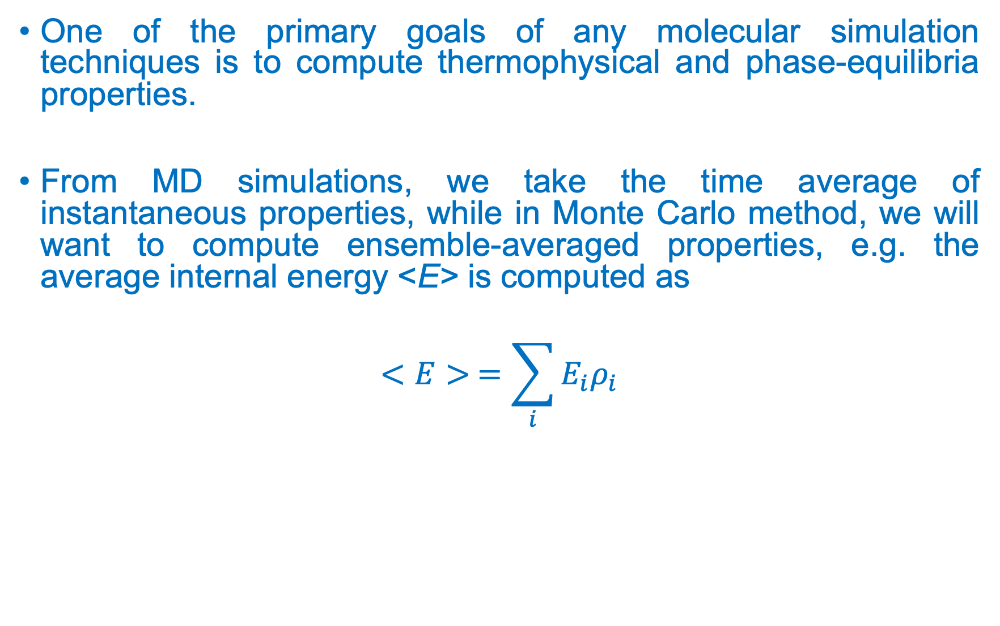 • One of the primary goals of any molecular simulation
techniques is to compute thermophysical and phase-equilibria
properties.
• From MD simulations, we take the time average of
instantaneous properties, while in Monte Carlo method, we will
want to compute ensemble-averaged properties, e.g. the
average internal energy <E> is computed as
< E > = ∑ E_i ρ_i
i